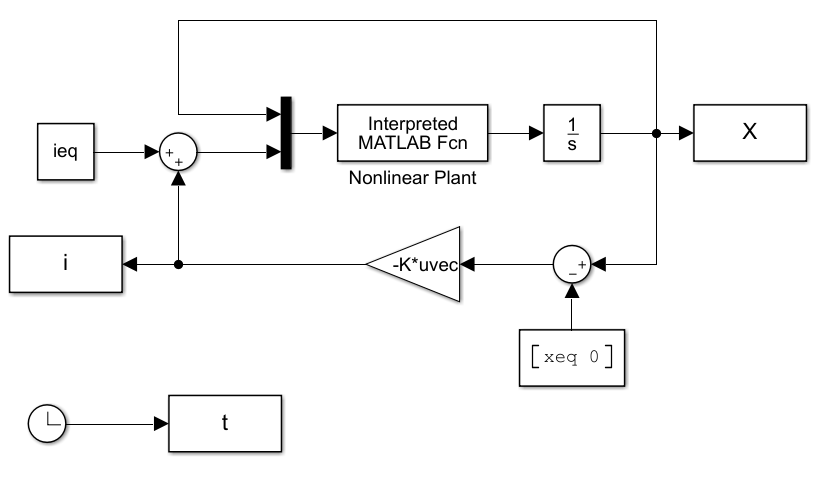 ieq
+
+
Interpreted
MATLAB Fcn
Nonlinear Plant
1
s
X
i
-K*uvec
+
−
[xeq 0]
t